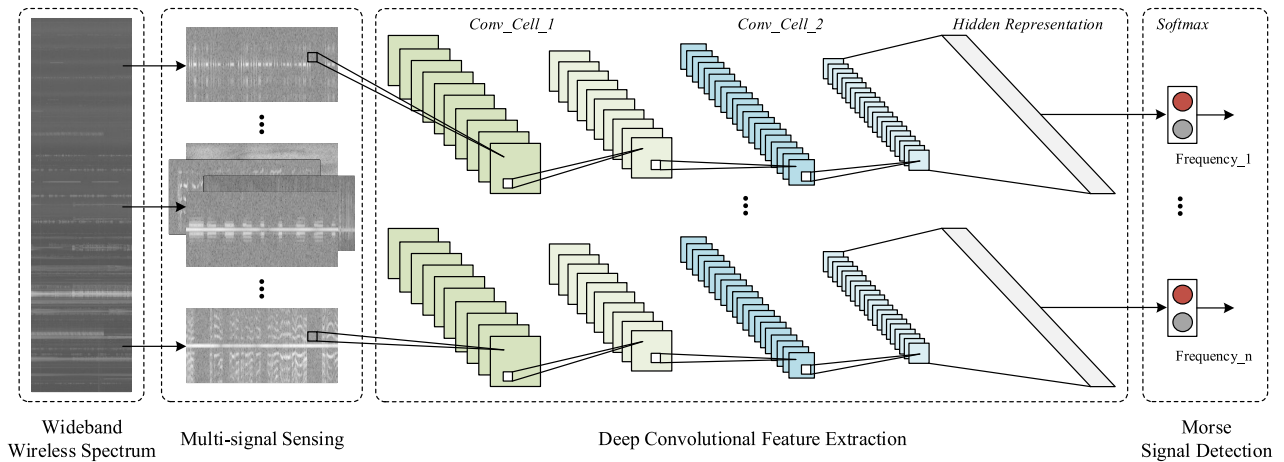 Conv_Cell_1
Conv_Cell_2
Hidden Representation
Softmax
Frequency_1
Frequency_n
Wideband
Wireless Spectrum
Multi-signal Sensing
Deep Convolutional Feature Extraction
Morse
Signal Detection